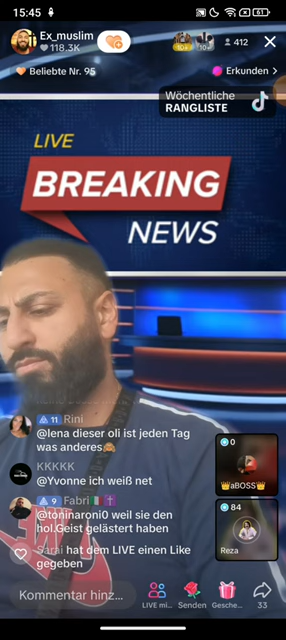 15:45
61
Ex_muslim
118.3K
412
Beliebte Nr. 95
Erkunden
Wöchentliche
RANGLISTE
LIVE
BREAKING
NEWS
11 Rini
@lena dieser oli ist jeden Tag
was anderes🙈
KKKKK
@Yvonne ich weiß net
9 Fabri🇮🇹✝️
@toninaroni0 weil sie den
hol.Geist gelästert haben
Sarai hat dem LIVE einen Like
gegeben
0
👑aBOSS👑
84
Reza
Kommentar hinz...
LIVE mi...
Senden
Gesche...
33